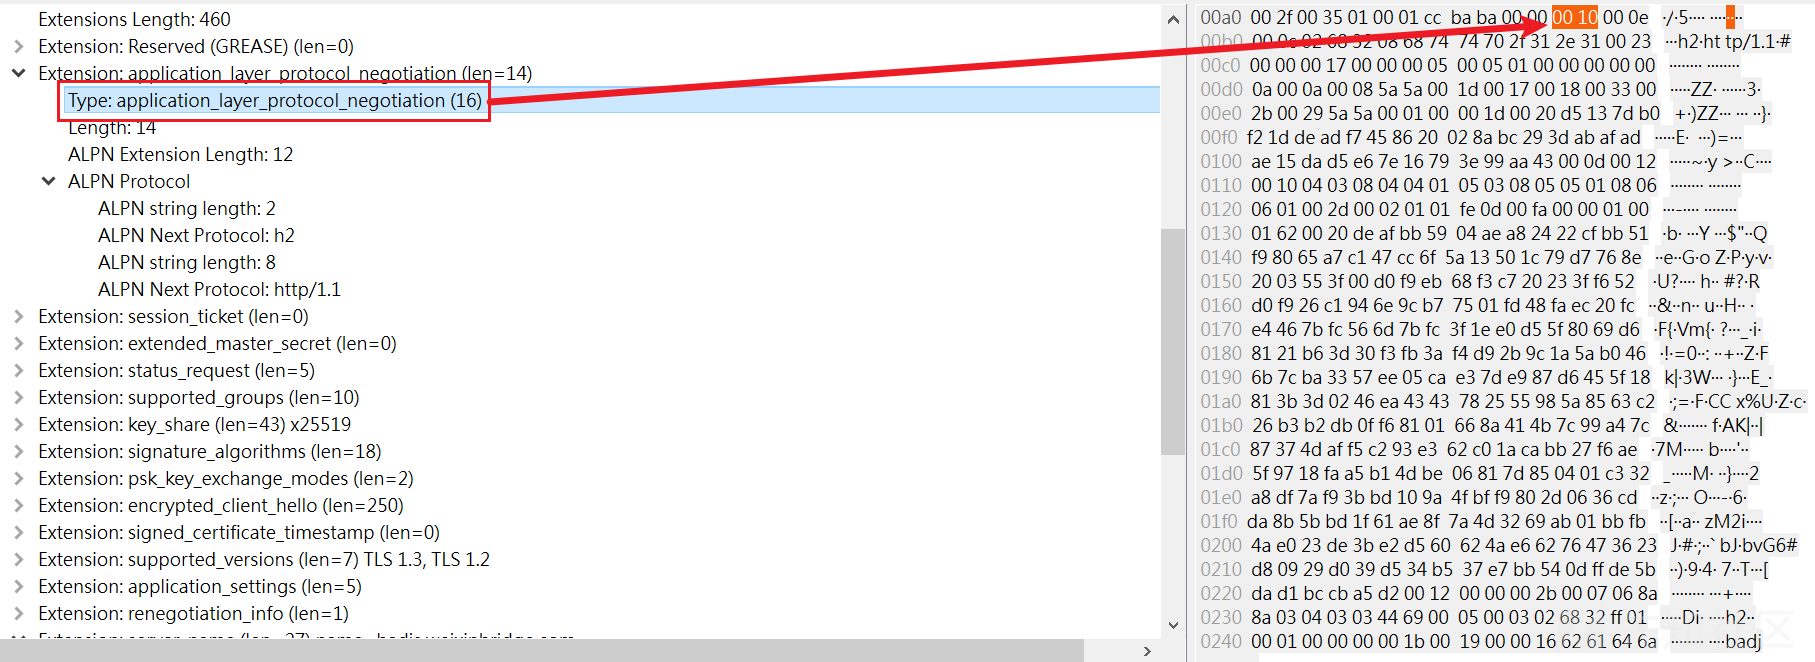 Extensions Length: 460
Extension: Reserved (GREASE) (len=0)
Extension: application_layer_protocol_negotiation (len=14)
Type: application_layer_protocol_negotiation (16)
Length: 14
ALPN Extension Length: 12
ALPN Protocol
ALPN string length: 2
ALPN Next Protocol: h2
ALPN string length: 8
ALPN Next Protocol: http/1.1
Extension: session_ticket (len=0)
Extension: extended_master_secret (len=0)
Extension: status_request (len=5)
Extension: supported_groups (len=10)
Extension: key_share (len=43) x25519
Extension: signature_algorithms (len=18)
Extension: psk_key_exchange_modes (len=2)
Extension: encrypted_client_hello (len=250)
Extension: signed_certificate_timestamp (len=0)
Extension: supported_versions (len=7) TLS 1.3, TLS 1.2
Extension: application_settings (len=5)
Extension: renegotiation_info (len=1)
00a0 00 2f 00 35 01 00 01 cc ba ba 00 00 00 10 00 0e /·5···· ········
00b0 00 0c 02 68 32 08 68 74 74 70 2f 31 2e 31 00 23 ···h2·ht tp/1.1·#
00c0 00 00 00 17 00 00 00 05 00 05 01 00 00 00 00 00 ········ ········
00d0 0a 00 0a 00 08 5a 5a 00 1d 00 17 00 18 00 33 00 ·····ZZ· ······3·
00e0 2b 00 29 5a 5a 00 01 00 00 1d 00 20 d5 13 7d b0 +·)ZZ··· ··· ··}·
00f0 f2 1d de ad f7 45 86 20 02 8a bc 29 3d ab af ad ·····E· ···)=···
0100 ae 15 da d5 e6 7e 16 79 3e 99 aa 43 00 0d 00 12 ·····~·y >··C····
0110 00 10 04 03 08 04 04 01 05 03 08 05 05 01 08 06 ········ ········
0120 06 01 00 2d 00 02 01 01 fe 0d 00 fa 00 00 01 00 ···-···· ········
0130 01 62 00 20 de af bb 59 04 ae a8 24 22 cf bb 51 ·b· ···Y ···$"··Q
0140 f9 80 65 a7 c1 47 cc 6f 5a 13 50 1c 79 d7 76 8e ··e··G·o Z·P·y·v·
0150 20 03 55 3f 00 d0 f9 eb 68 f3 c7 20 23 3f f6 52 ·U?···· h·· #?·R
0160 d0 f9 26 c1 94 6e 9c b7 75 01 fd 48 fa ec 20 fc ··&··n·· u··H·· ·
0170 e4 46 7b fc 56 6d 7b fc 3f 1e e0 d5 5f 80 69 d6 ·F{·Vm{· ?···_·i·
0180 81 21 b6 3d 30 f3 fb 3a f4 d9 2b 9c 1a 5a b0 46 ·!·=0··: ··+··Z·F
0190 6b 7c ba 33 57 ee 05 ca e3 7d e9 87 d6 45 5f 18 k|·3W··· ·}···E_·
01a0 81 3b 3d 02 46 ea 43 43 78 25 55 98 5a 85 63 c2 ·;=·F·CC x%U·Z·c·
01b0 26 b3 b2 db 0f f6 81 01 66 8a 41 4b 7c 99 a4 7c &······· f·AK|··|
01c0 87 37 4d af f5 c2 93 e3 62 c0 1a ca bb 27 f6 ae ·7M····· b····'··
01d0 5f 97 18 fa a5 b1 4d be 06 81 7d 85 04 01 c3 32 _·····M· ··}····2
01e0 a8 df 7a f9 3b bd 10 9a 4f bf f9 80 2d 06 36 cd ··z·;··· O···-·6·
01f0 da 8b 5b bd 1f 61 ae 8f 7a 4d 32 69 ab 01 bb fb ··[··a·· zM2i····
0200 4a e0 23 de 3b e2 d5 60 62 4a e6 62 76 47 36 23 J·#·;··` bJ·bvG6#
0210 d8 09 29 d0 39 d5 34 b5 37 e7 bb 54 0d ff de 5b ··)·9·4· 7··T···[
0220 da d1 bc cb a5 d2 00 12 00 00 00 2b 00 07 06 8a ········ ···+····
0230 8a 03 04 03 03 44 69 00 05 00 03 02 68 32 ff 01 ·····Di· ····h2··
0240 00 01 00 00 00 00 1b 00 19 00 00 16 62 61 64 6a ········ ····badj